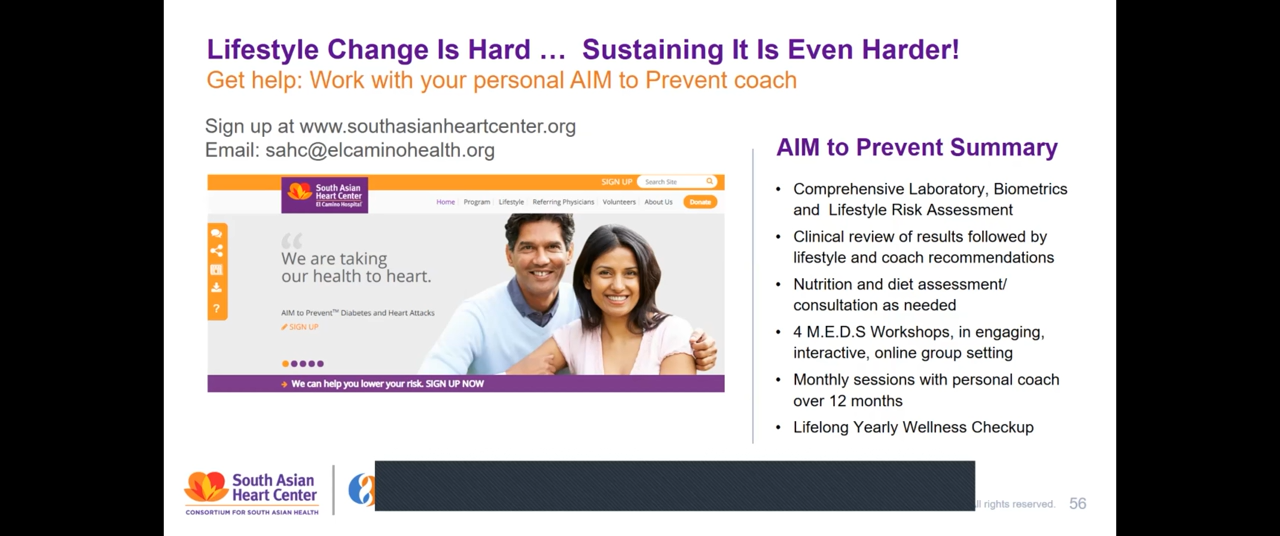 Lifestyle Change Is Hard … Sustaining It Is Even Harder!
Get help: Work with your personal AIM to Prevent coach
Sign up at www.southasianheartcenter.org
Email: sahc@elcaminohealth.org
SIGN UP
Search Site
South Asian
Heart Center
El Camino Hospital
Home
Program
Lifestyle
Referring Physicians
Volunteers
About Us
Donate
“
We are taking
our health to heart.
AIM to Prevent™ Diabetes and Heart Attacks
SIGN UP
?
We can help you lower your risk. SIGN UP NOW
AIM to Prevent Summary
• Comprehensive Laboratory, Biometrics
and Lifestyle Risk Assessment
• Clinical review of results followed by
lifestyle and coach recommendations
• Nutrition and diet assessment/
consultation as needed
• 4 M.E.D.S Workshops, in engaging,
interactive, online group setting
• Monthly sessions with personal coach
over 12 months
• Lifelong Yearly Wellness Checkup
South Asian
Heart Center
CONSORTIUM FOR SOUTH ASIAN HEALTH
rights reserved.
56